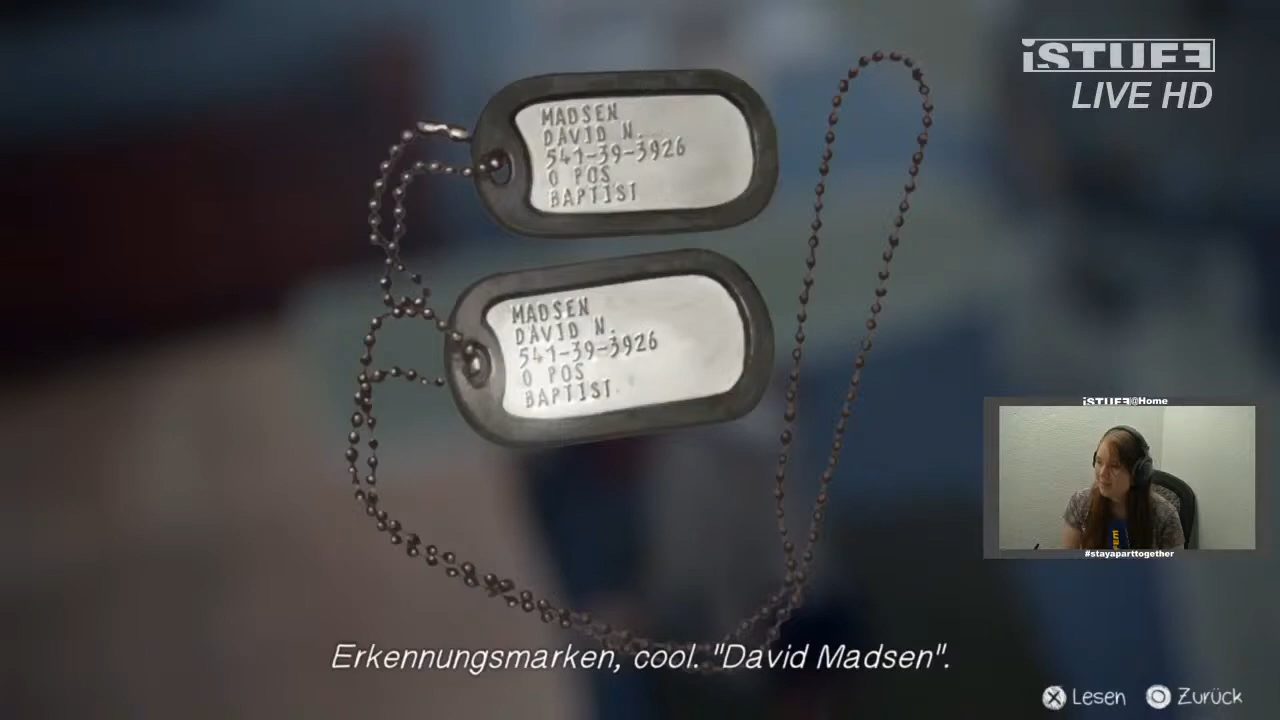 iSTUFF
LIVE HD
MADSEN
DAVID N.
541-39-3926
O POS
BAPTIST
MADSEN
DAVID N.
541-39-3926
O POS
BAPTIST
iSTUFF@Home
#stayaparttogether
Erkennungsmarken, cool. "David Madsen".
Lesen Zurück